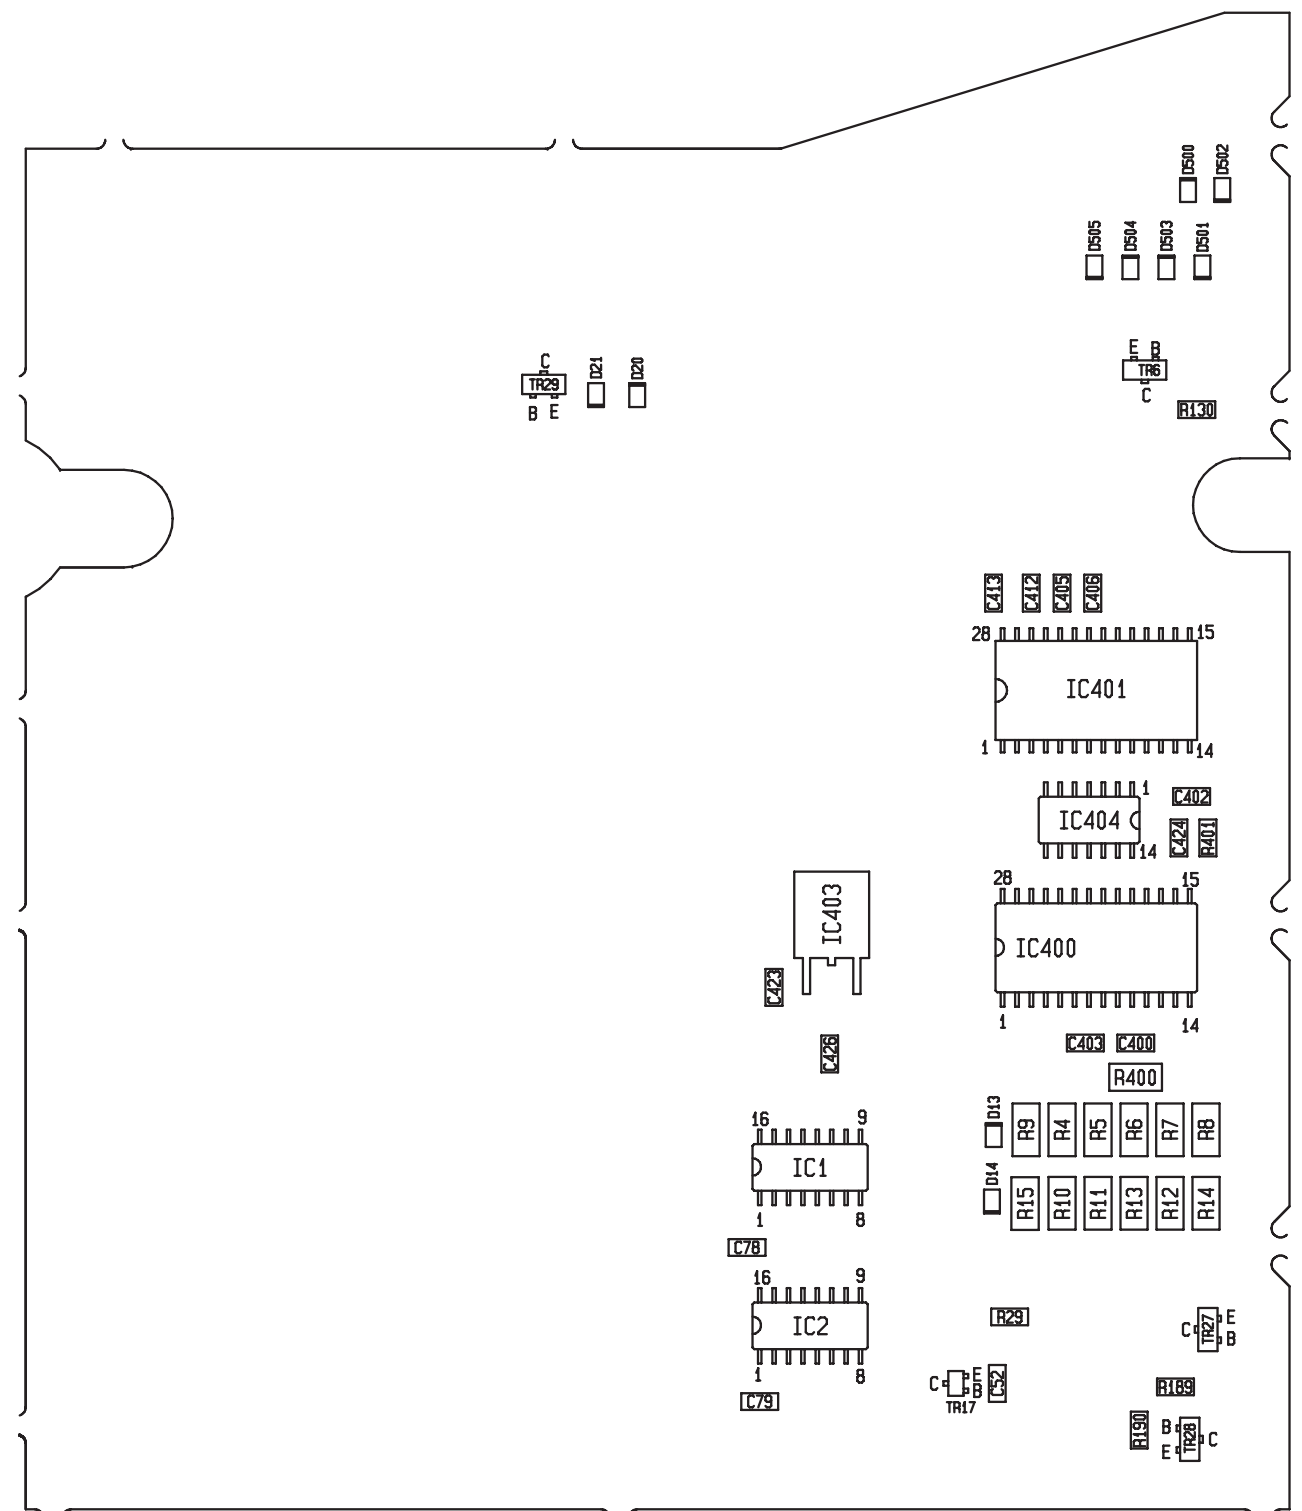 D500 D502
D505 D504 D503 D501
E B
TR6
C
R130
C
TR29
B E
D21 D20
C413 C412 C405 C406
28 15
IC401
1 14
1
IC404
14
C402
C424 R401
28 15
IC400
1 14
IC403
C423
C426
C403 C400
R400
D13 R9 R4 R5 R6 R7 R8
D14 R15 R10 R11 R13 R12 R14
16 9
IC1
1 8
C78
16 9
IC2
1 8
C79
R29
C TR27 E
B
C E
B
TR17
C52
R189
R190
B
E TR28 C